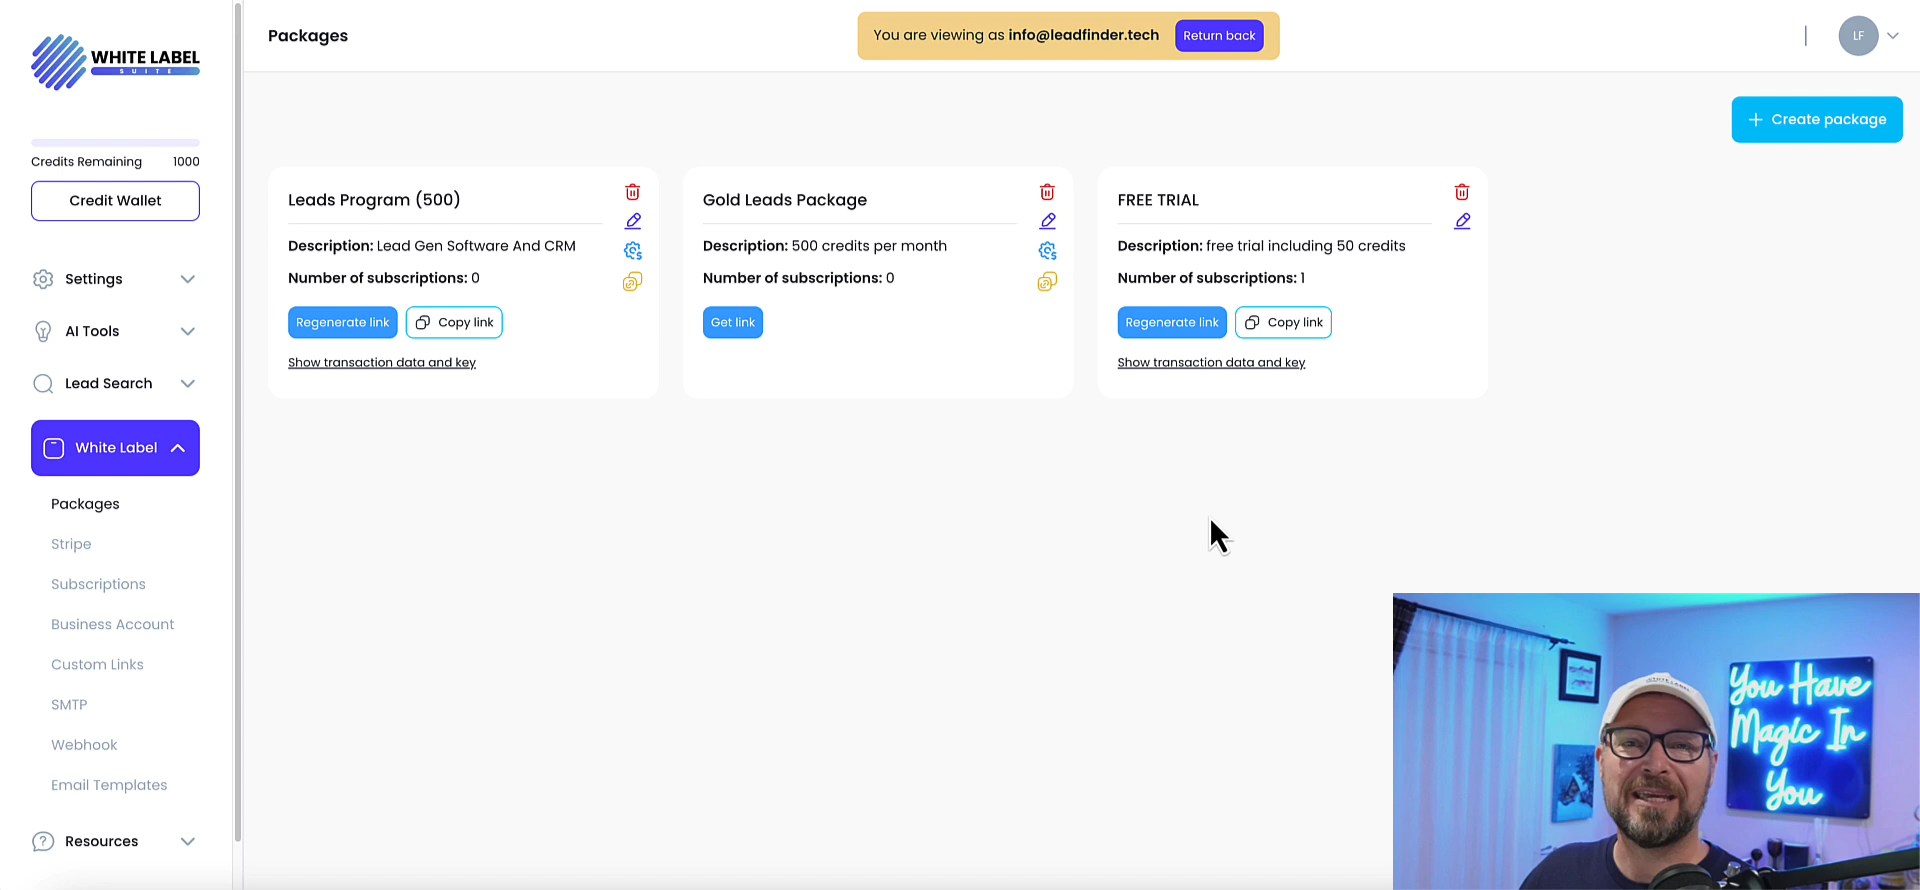 WHITE LABEL
SUITE
Packages
You are viewing as info@leadfinder.tech
Return back
LF
Create package
Credits Remaining 1000
Credit Wallet
Settings
AI Tools
Lead Search
White Label
Packages
Stripe
Subscriptions
Business Account
Custom Links
SMTP
Webhook
Email Templates
Resources
Leads Program (500)
Description: Lead Gen Software And CRM
Number of subscriptions: 0
Regenerate link
Copy link
Show transaction data and key
Gold Leads Package
Description: 500 credits per month
Number of subscriptions: 0
Get link
FREE TRIAL
Description: free trial including 50 credits
Number of subscriptions: 1
Regenerate link
Copy link
Show transaction data and key
You Have
Magic In
You